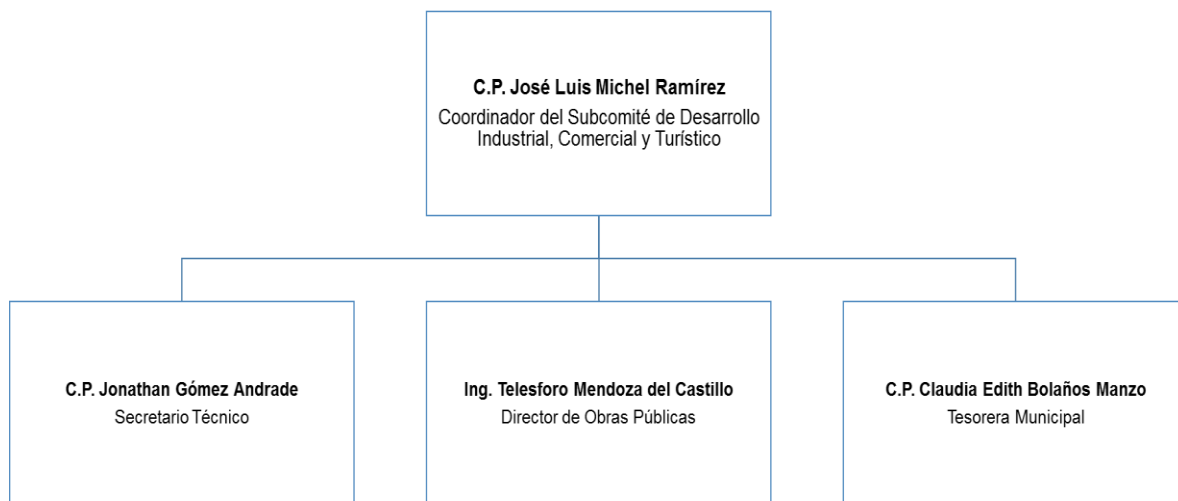 C.P. José Luis Michel Ramírez
Coordinador del Subcomité de Desarrollo
Industrial, Comercial y Turístico
C.P. Jonathan Gómez Andrade
Secretario Técnico
Ing. Telesforo Mendoza del Castillo
Director de Obras Públicas
C.P. Claudia Edith Bolaños Manzo
Tesorera Municipal